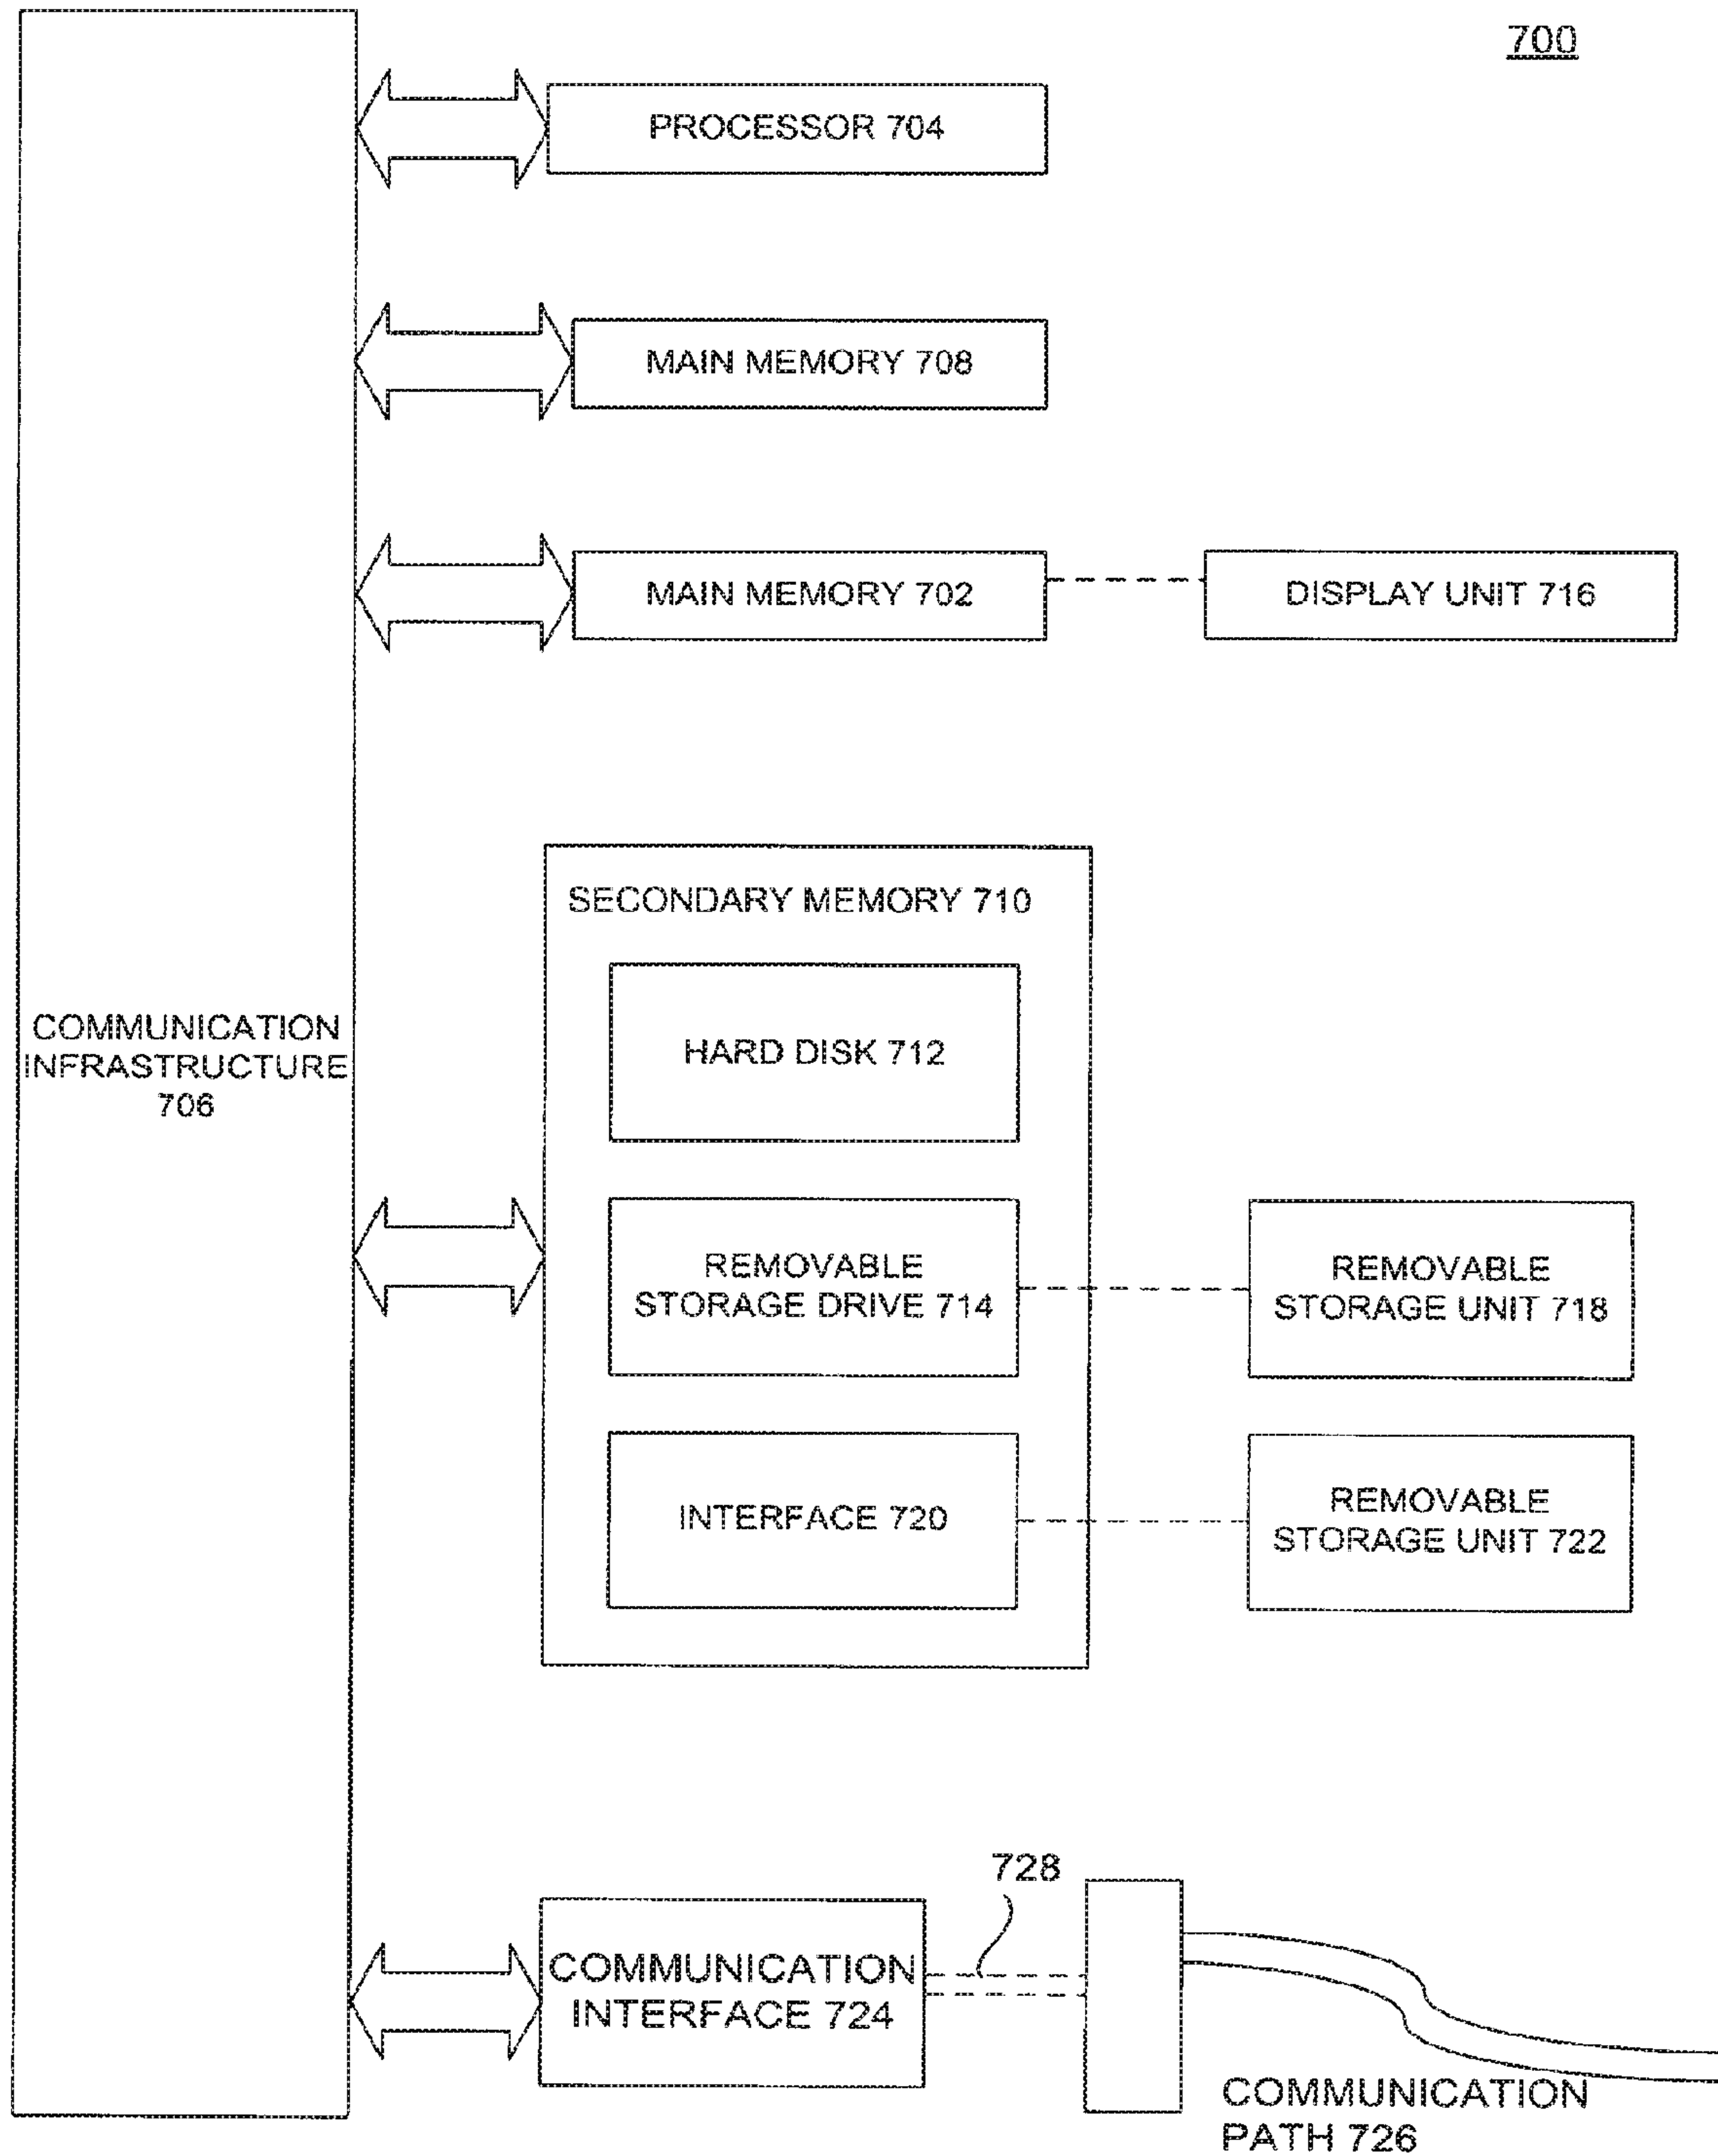 700
PROCESSOR 704
MAIN MEMORY 708
MAIN MEMORY 702
DISPLAY UNIT 716
SECONDARY MEMORY 710
HARD DISK 712
COMMUNICATION
INFRASTRUCTURE
706
REMOVABLE
STORAGE DRIVE 714
REMOVABLE
STORAGE UNIT 718
INTERFACE 720
REMOVABLE
STORAGE UNIT 722
728
COMMUNICATION
INTERFACE 724
COMMUNICATION
PATH 726